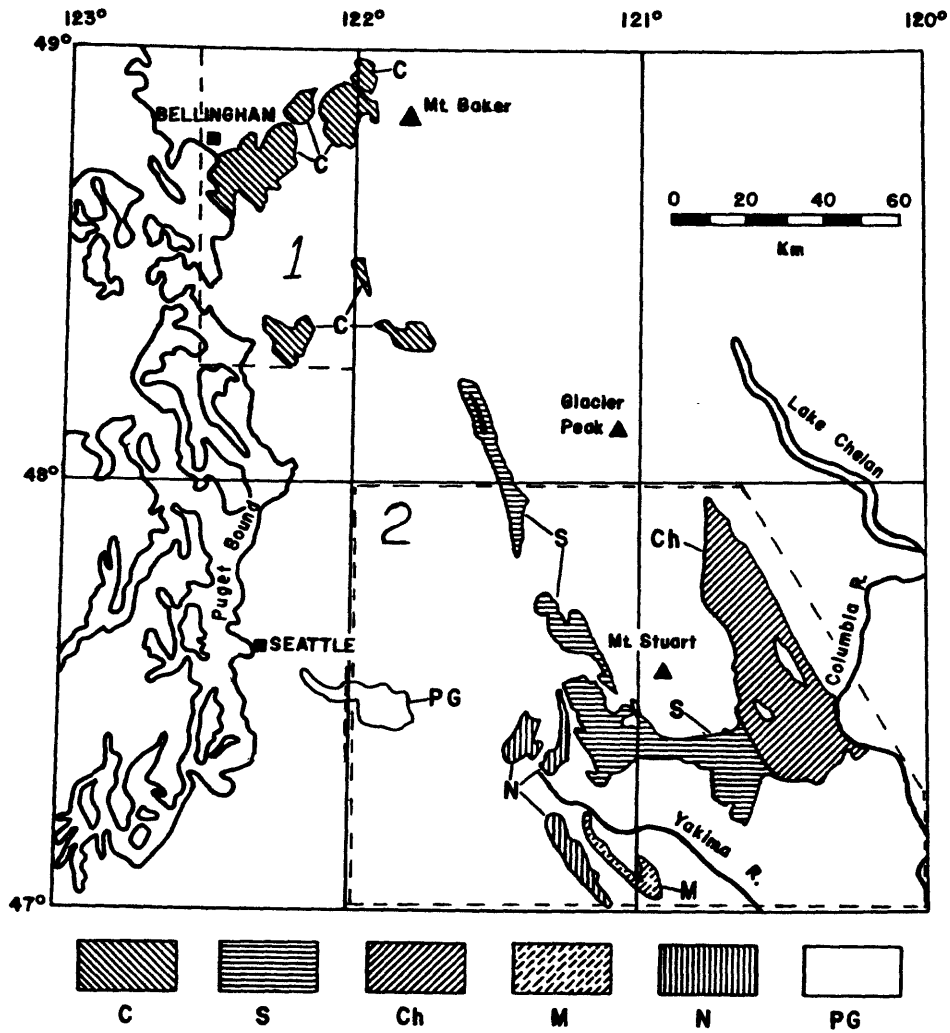 123° 122° 121° 120°
49°
C
Mt. Baker
BELLINGHAM
C
0 20 40 60
Km
1
C
Glacier
Peak
Lake Chelan
48°
2
Puget Sound
S
Ch
Columbia R.
SEATTLE
Mt. Stuart
PG
S
N
Yakima R.
M
47°
C S Ch M N PG